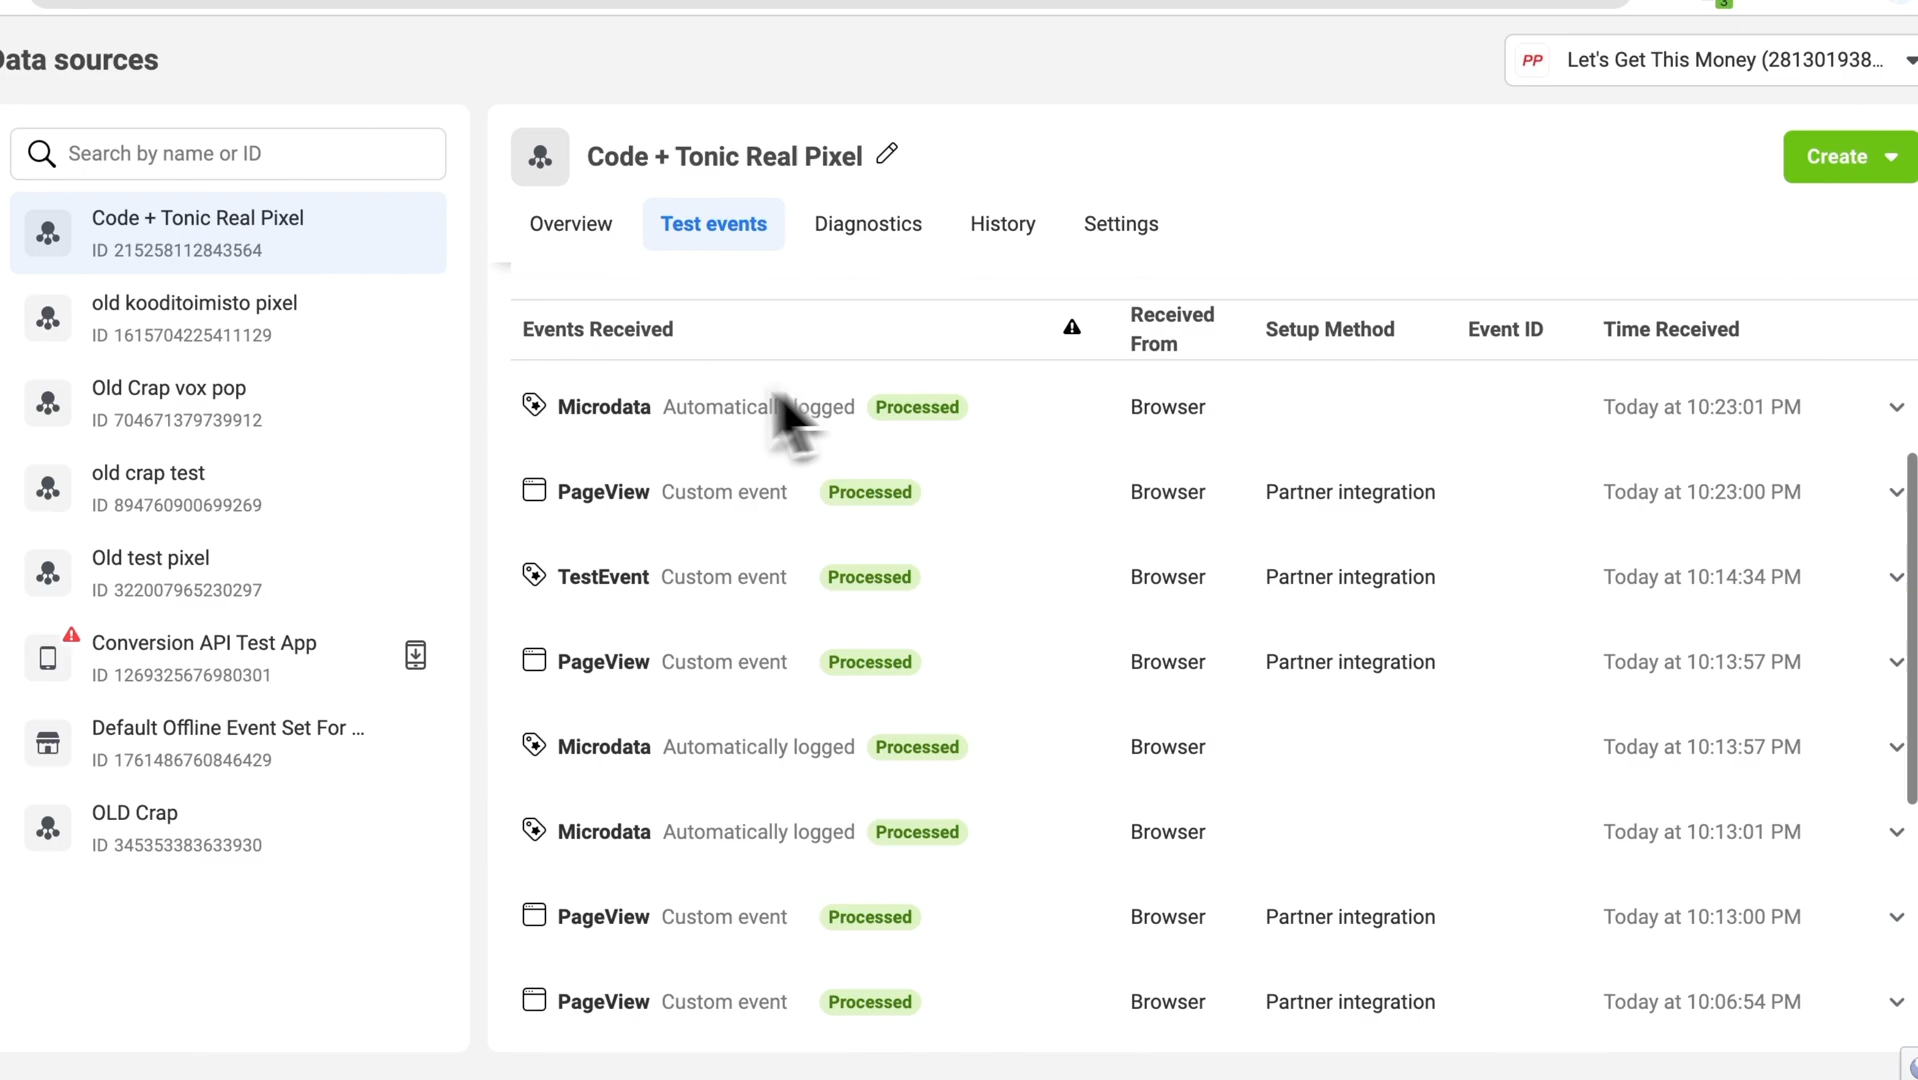 3
Data sources
PP Let's Get This Money (281301938...
Search by name or ID
Code + Tonic Real Pixel
ID 215258112843564
old kooditoimisto pixel
ID 1615704225411129
Old Crap vox pop
ID 704671379739912
old crap test
ID 894760900699269
Old test pixel
ID 322007965230297
Conversion API Test App
ID 1269325676980301
Default Offline Event Set For ...
ID 1761486760846429
OLD Crap
ID 345353383633930
Code + Tonic Real Pixel
Create
Overview Test events Diagnostics History Settings
Events Received Received From Setup Method Event ID Time Received
Microdata Automatically logged Processed Browser Today at 10:23:01 PM
PageView Custom event Processed Browser Partner integration Today at 10:23:00 PM
TestEvent Custom event Processed Browser Partner integration Today at 10:14:34 PM
PageView Custom event Processed Browser Partner integration Today at 10:13:57 PM
Microdata Automatically logged Processed Browser Today at 10:13:57 PM
Microdata Automatically logged Processed Browser Today at 10:13:01 PM
PageView Custom event Processed Browser Partner integration Today at 10:13:00 PM
PageView Custom event Processed Browser Partner integration Today at 10:06:54 PM